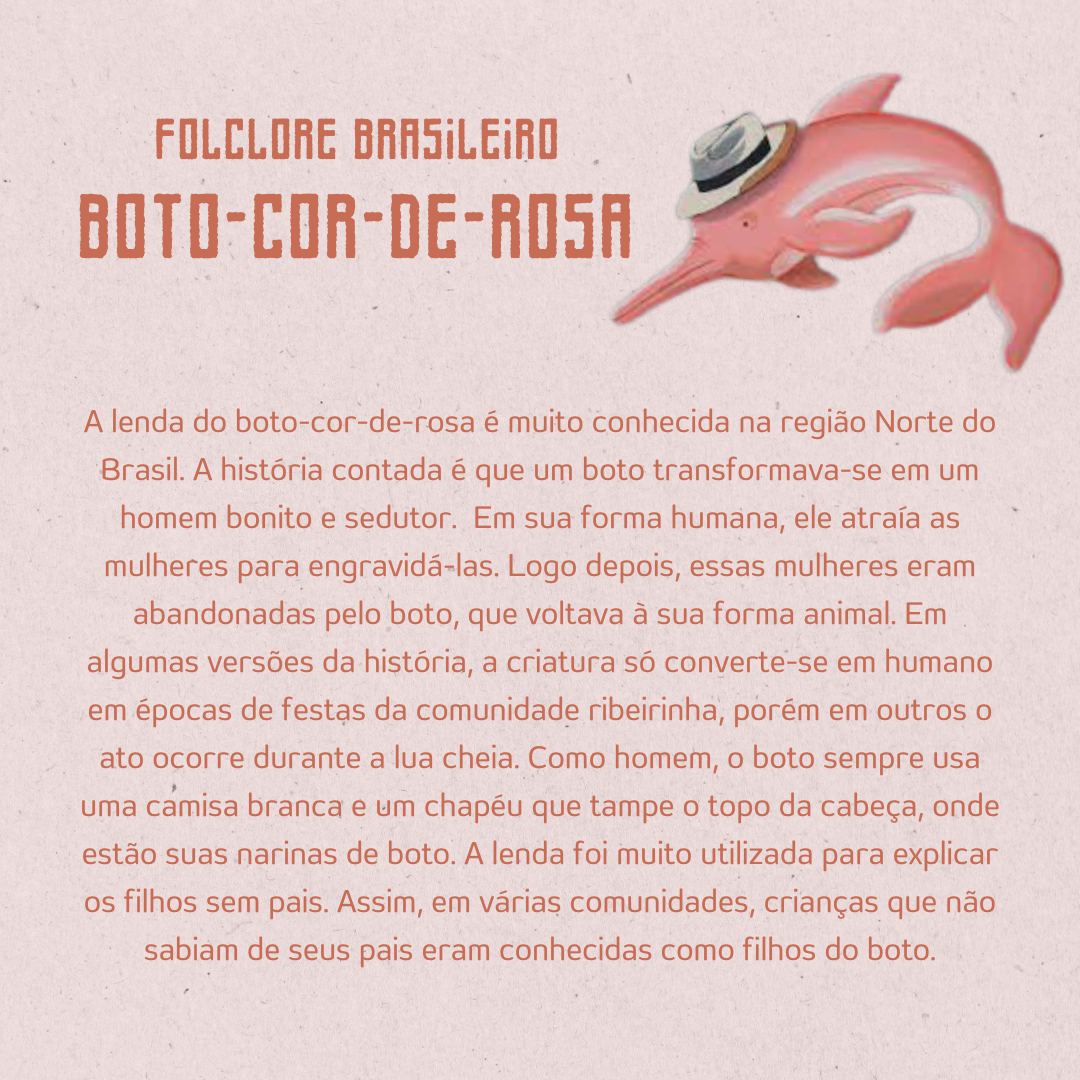 FOLCLORE BRASiLEiRO
BOTO-COR-DE-ROSA
A lenda do boto-cor-de-rosa é muito conhecida na região Norte do
Brasil. A história contada é que um boto transformava-se em um
homem bonito e sedutor.  Em sua forma humana, ele atraía as
mulheres para engravidá-las. Logo depois, essas mulheres eram
abandonadas pelo boto, que voltava à sua forma animal. Em
algumas versões da história, a criatura só converte-se em humano
em épocas de festas da comunidade ribeirinha, porém em outros o
ato ocorre durante a lua cheia. Como homem, o boto sempre usa
uma camisa branca e um chapéu que tampe o topo da cabeça, onde
estão suas narinas de boto. A lenda foi muito utilizada para explicar
os filhos sem pais. Assim, em várias comunidades, crianças que não
sabiam de seus pais eram conhecidas como filhos do boto.